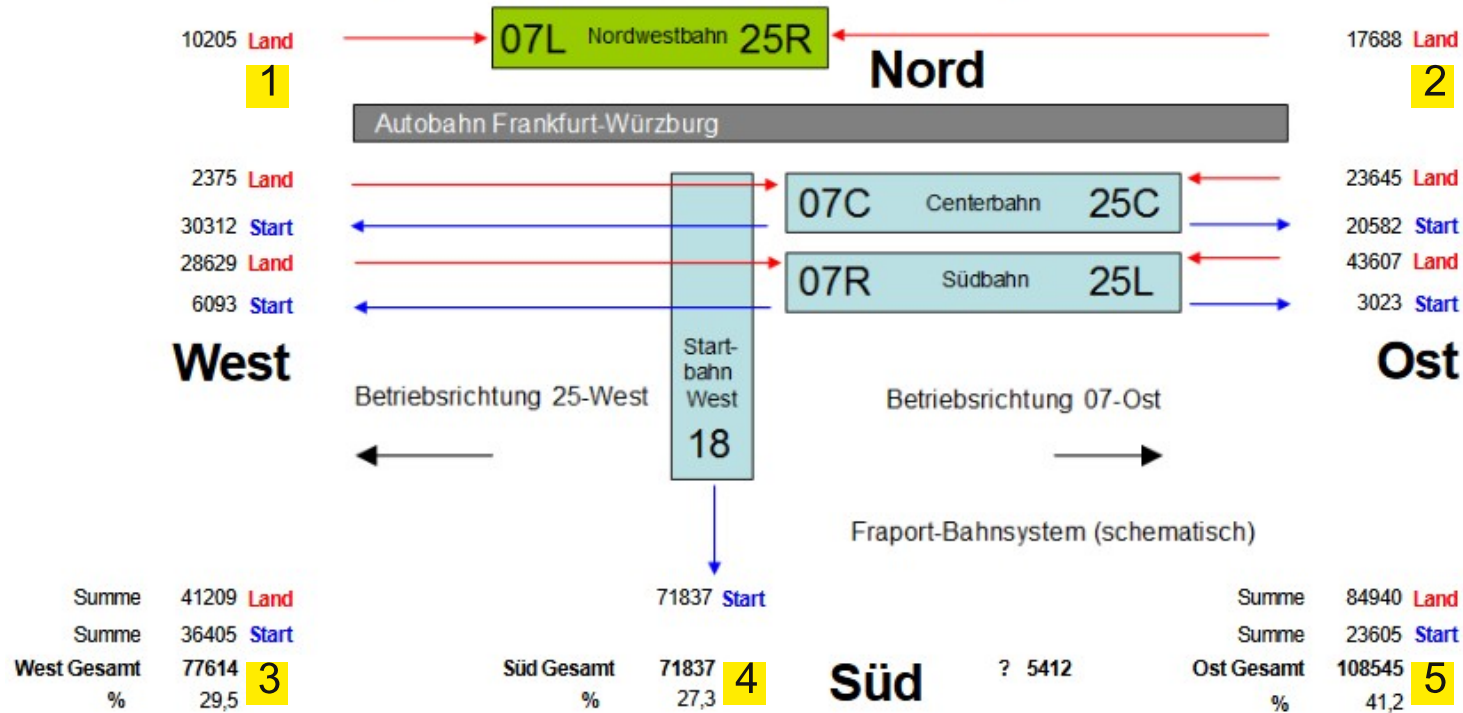 10205 Land 07L Nordwestbahn 25R 17688 Land
1 Nord 2
Autobahn Frankfurt-Würzburg
2375 Land 23645 Land
07C Centerbahn 25C
30312 Start 20582 Start
28629 Land 43607 Land
07R Südbahn 25L
6093 Start 3023 Start
West Ost
Start-
bahn
West
18
Betriebsrichtung 25-West Betriebsrichtung 07-Ost
Fraport-Bahnsystem (schematisch)
Summe 41209 Land 71837 Start Summe 84940 Land
Summe 36405 Start Summe 23605 Start
West Gesamt 77614 3 Süd Gesamt 71837 4 Süd ? 5412 Ost Gesamt 108545 5
% 29,5 % 27,3 % 41,2